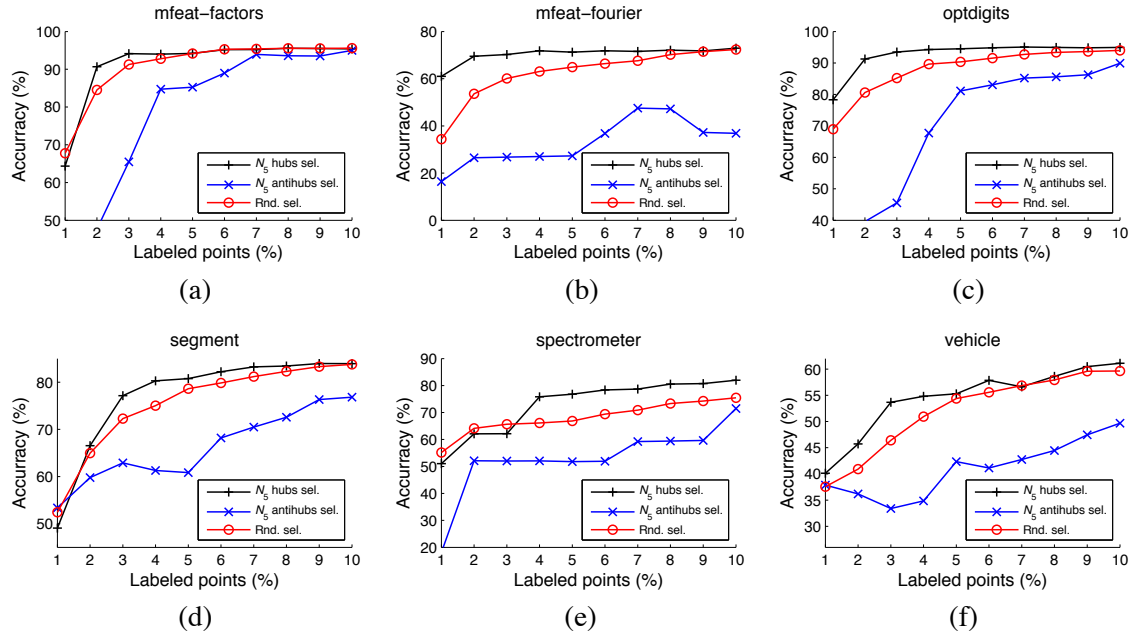 mfeat−factors
Accurracy (%)
100
90
80
70
60
50
N5 hubs sel.
N5 antihubs sel.
Rnd. sel.
1 2 3 4 5 6 7 8 9 10
Labeled points (%)
(a)
mfeat−fourier
Accurracy (%)
80
60
40
20
0
N5 hubs sel.
N5 antihubs sel.
Rnd. sel.
1 2 3 4 5 6 7 8 9 10
Labeled points (%)
(b)
optdigits
Accurracy (%)
100
90
80
70
60
50
40
N5 hubs sel.
N5 antihubs sel.
Rnd. sel.
1 2 3 4 5 6 7 8 9 10
Labeled points (%)
(c)
segment
Accurracy (%)
80
70
60
50
N5 hubs sel.
N5 antihubs sel.
Rnd. sel.
1 2 3 4 5 6 7 8 9 10
Labeled points (%)
(d)
spectrometer
Accurracy (%)
90
80
70
60
50
40
30
20
N5 hubs sel.
N5 antihubs sel.
Rnd. sel.
1 2 3 4 5 6 7 8 9 10
Labeled points (%)
(e)
vehicle
Accurracy (%)
60
55
50
45
40
35
30
N5 hubs sel.
N5 antihubs sel.
Rnd. sel.
1 2 3 4 5 6 7 8 9 10
Labeled points (%)
(f)